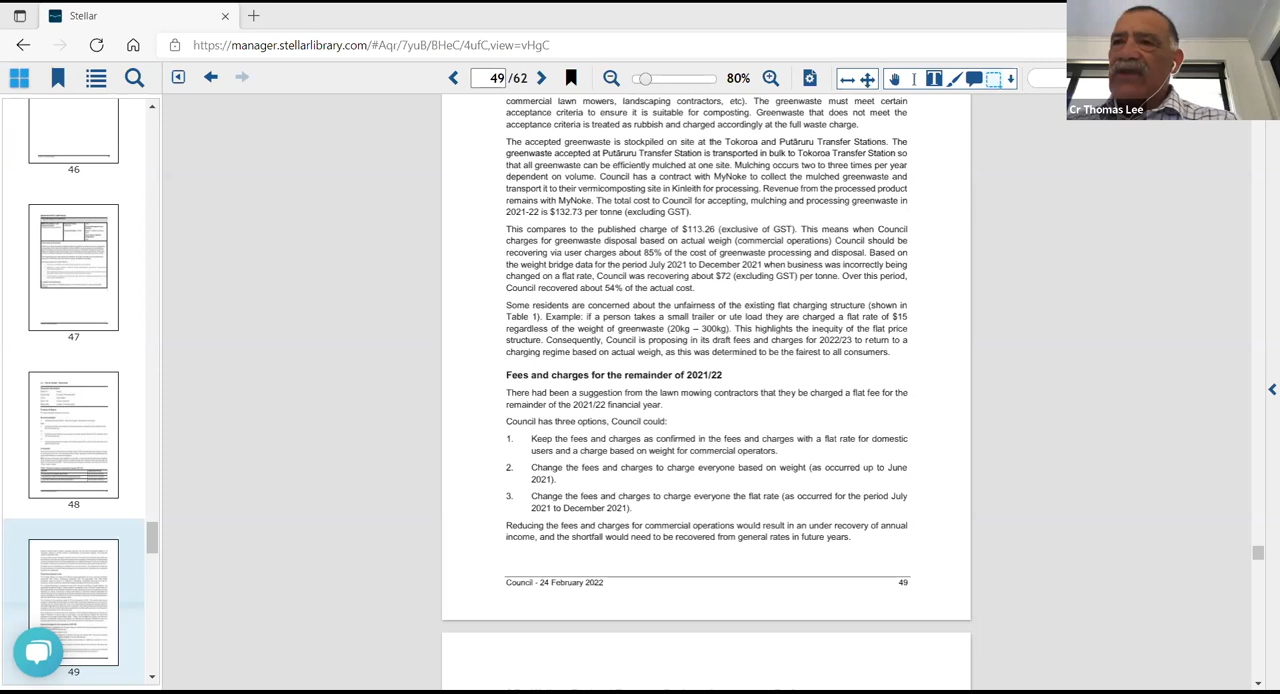 Stellar
https://manager.stellarlibrary.com/#Aqr/7yuB/BHeC/4ufC,view=vHgC
49 /62
80%
Cr Thomas Lee
46
47
48
49
commercial lawn mowers, landscaping contractors, etc). The greenwaste must meet certain
acceptance criteria to ensure it is suitable for composting. Greenwaste that does not meet the
acceptance criteria is treated as rubbish and charged accordingly at the full waste charge.
The accepted greenwaste is stockpiled on site at the Tokoroa and Putāruru Transfer Stations. The
greenwaste accepted at Putāruru Transfer Station is transported in bulk to Tokoroa Transfer Station so
that all greenwaste can be efficiently mulched at one site. Mulching occurs two to three times per year
dependent on volume. Council has a contract with MyNoke to collect the mulched greenwaste and
transport it to their vermicomposting site in Kinleith for processing. Revenue from the processed product
remains with MyNoke. The total cost to Council for accepting, mulching and processing greenwaste in
2021-22 is $132.73 per tonne (excluding GST).
This compares to the published charge of $113.26 (exclusive of GST). This means when Council
charges for greenwaste disposal based on actual weigh (commercial operations) Council should be
recovering via user charges about 85% of the cost of greenwaste processing and disposal. Based on
the weight bridge data for the period July 2021 to December 2021 when business was incorrectly being
changed on a flat rate, Council was recovering about $72 (excluding GST) per tonne. Over this period,
Council recovered about 54% of the actual cost.
Some residents are concerned about the unfairness of the existing flat charging structure (shown in
Table 1). Example: if a person takes a small trailer or ute load they are charged a flat rate of $15
regardless of the weight of greenwaste (20kg – 300kg). This highlights the inequity of the flat price
structure. Consequently, Council is proposing in its draft fees and charges for 2022/23 to return to a
charging regime based on actual weigh, as this was determined to be the fairest to all consumers.
Fees and charges for the remainder of 2021/22
There had been a suggestion from the lawn mowing contractors that they be charged a flat fee for the
remainder of the 2021/22 financial year.
Council has three options, Council could:
1. Keep the fees and charges as confirmed in the fees and charges with a flat rate for domestic
users and a charge based on weight for commercial operators.
2. Change the fees and charges to charge everyone based on weight (as occurred up to June
2021).
3. Change the fees and charges to charge everyone the flat rate (as occurred for the period July
2021 to December 2021).
Reducing the fees and charges for commercial operations would result in an under recovery of annual
income, and the shortfall would need to be recovered from general rates in future years.
Council - 24 February 2022 49